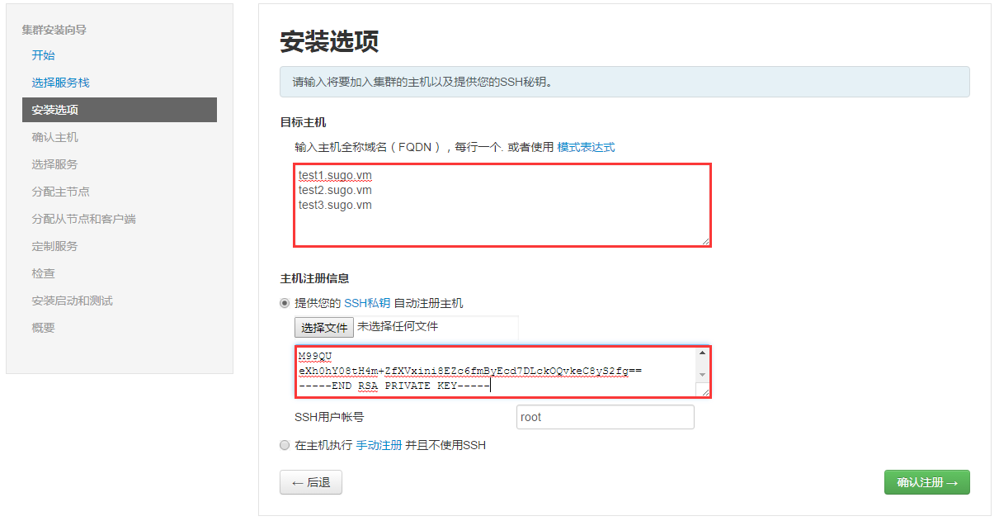 集群安装向导
开始
选择服务栈
安装选项
确认主机
选择服务
分配主节点
分配从节点和客户端
定制服务
检查
安装启动和测试
概要
安装选项
请输入将要加入集群的主机以及提供您的SSH秘钥。
目标主机
输入主机全称域名（FQDN），每行一个. 或者使用 模式表达式
test1.sugo.vm
test2.sugo.vm
test3.sugo.vm
主机注册信息
提供您的 SSH私钥 自动注册主机
选择文件 未选择任何文件
M99QU
eXh0hY08tH4m+ZfXVxini8EZc6fmByEcd7DLckOQvkeC8yS2fg==
-----END RSA PRIVATE KEY-----
SSH用户帐号 root
在主机执行 手动注册 并且不使用SSH
← 后退
确认注册 →